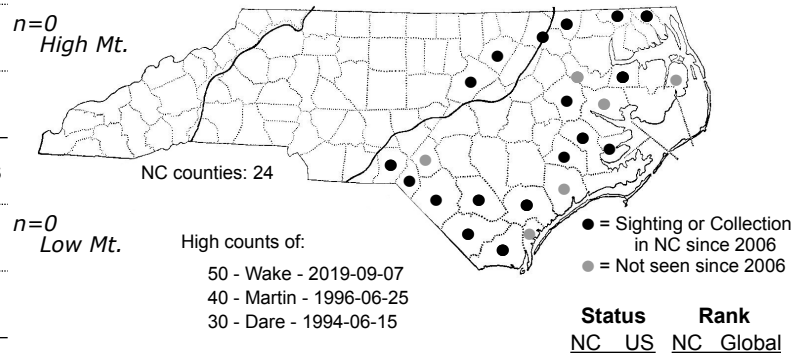 n=0
High Mt.
NC counties: 24
n=0
Low Mt.
High counts of:
50 - Wake - 2019-09-07
40 - Martin - 1996-06-25
30 - Dare - 1994-06-15
= Sighting or Collection
in NC since 2006
= Not seen since 2006
Status Rank
NC US NC Global